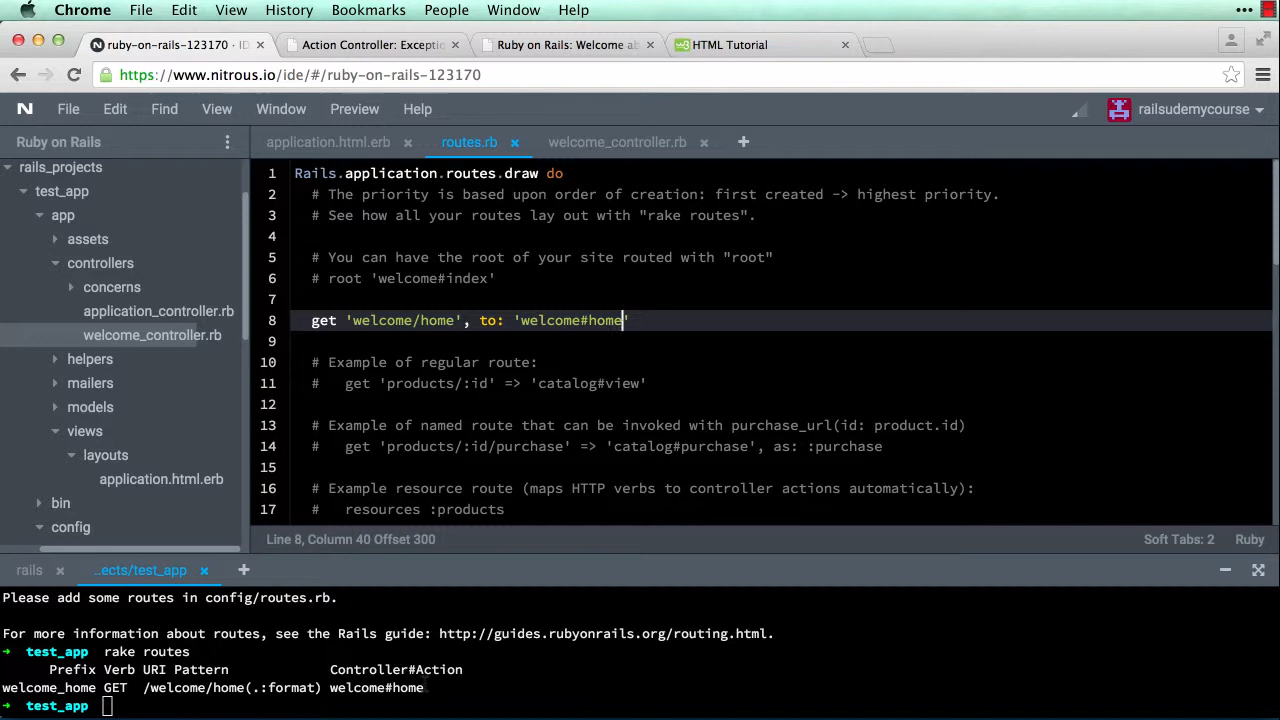 Chrome File Edit View History Bookmarks People Window Help
ruby-on-rails-123170 · ID Action Controller: Exceptio Ruby on Rails: Welcome ab HTML Tutorial
https://www.nitrous.io/ide/#/ruby-on-rails-123170
N File Edit Find View Window Preview Help railsudemycourse
Ruby on Rails application.html.erb routes.rb welcome_controller.rb
rails_projects
test_app
app
assets
controllers
concerns
application_controller.rb
welcome_controller.rb
helpers
mailers
models
views
layouts
application.html.erb
bin
config
1 Rails.application.routes.draw do
2 # The priority is based upon order of creation: first created -> highest priority.
3 # See how all your routes lay out with "rake routes".
4
5 # You can have the root of your site routed with "root"
6 # root 'welcome#index'
7
8 get 'welcome/home', to: 'welcome#home'
9
10 # Example of regular route:
11 # get 'products/:id' => 'catalog#view'
12
13 # Example of named route that can be invoked with purchase_url(id: product.id)
14 # get 'products/:id/purchase' => 'catalog#purchase', as: :purchase
15
16 # Example resource route (maps HTTP verbs to controller actions automatically):
17 # resources :products
Line 8, Column 40 Offset 300 Soft Tabs: 2 Ruby
rails ..ects/test_app
Please add some routes in config/routes.rb.
For more information about routes, see the Rails guide: http://guides.rubyonrails.org/routing.html.
→ test_app rake routes
Prefix Verb URI Pattern Controller#Action
welcome_home GET /welcome/home(.:format) welcome#home
→ test_app